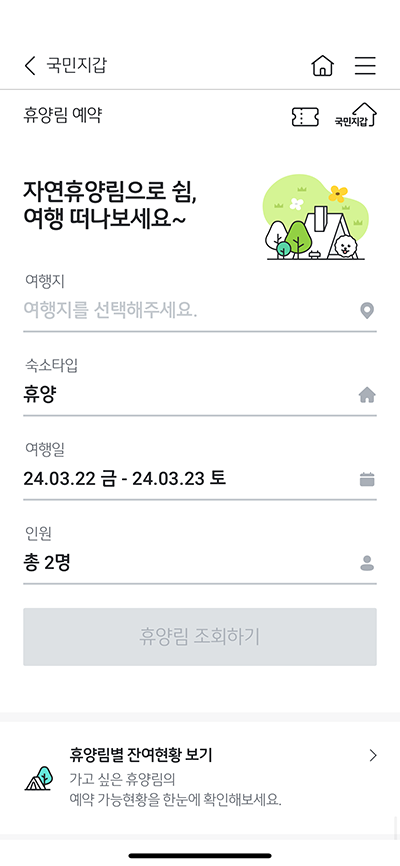 국민지갑
휴양림 예약
국민지갑
자연휴양림으로 쉼,
여행 떠나보세요~
여행지
여행지를 선택해주세요.
숙소타입
휴양
여행일
24.03.22 금 - 24.03.23 토
인원
총 2명
휴양림 조회하기
휴양림별 잔여현황 보기
가고 싶은 휴양림의
예약 가능현황을 한눈에 확인해보세요.